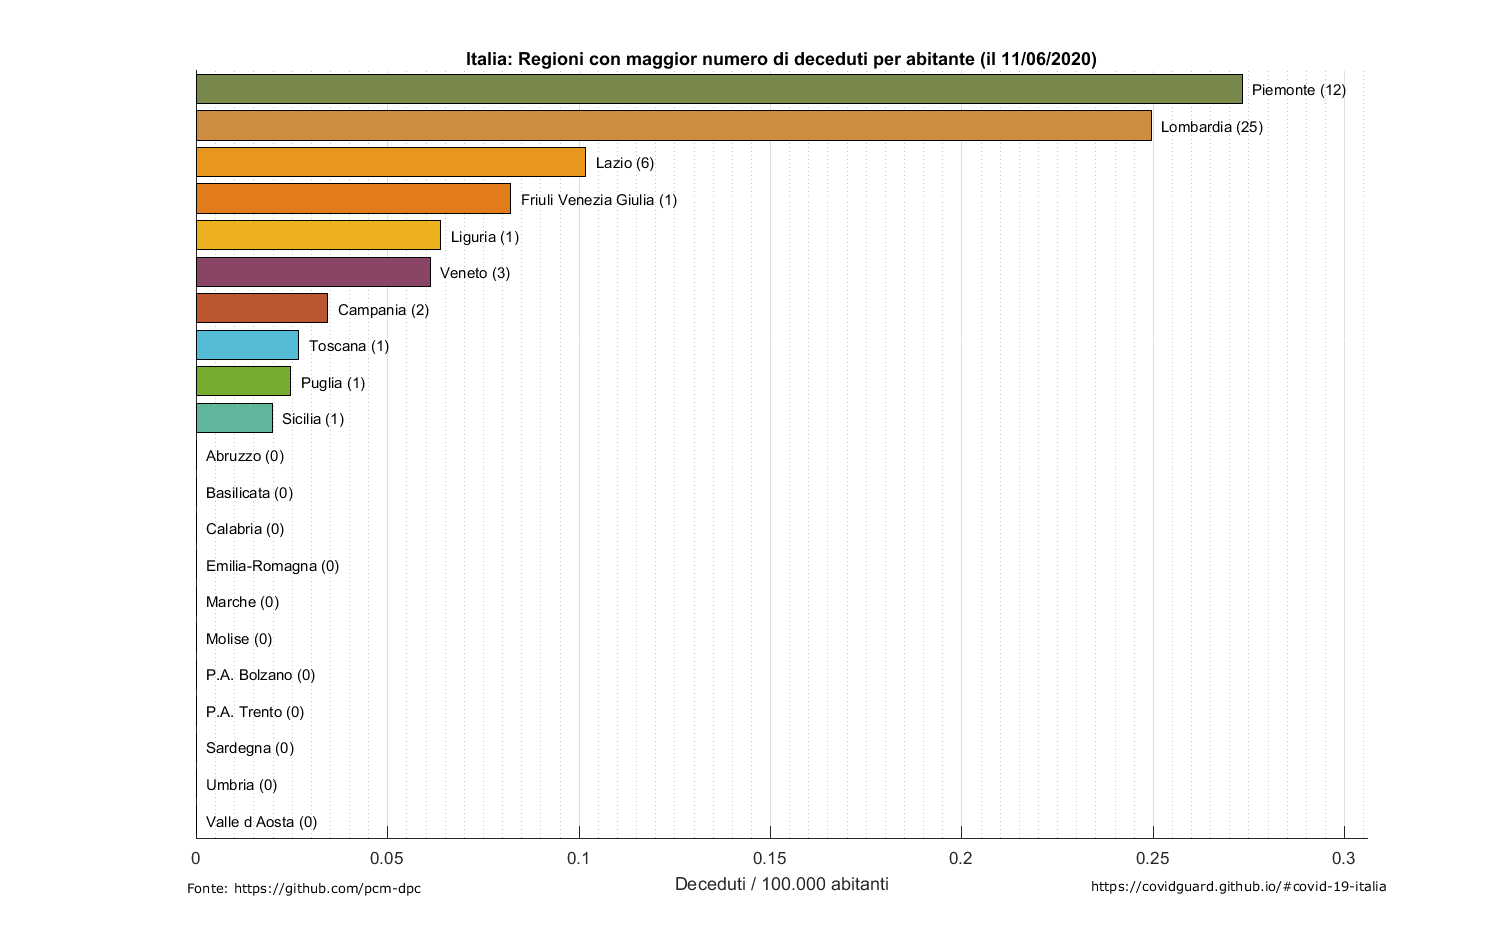 Italia: Regioni con maggior numero di deceduti per abitante (il 11/06/2020)
Piemonte (12)
Lombardia (25)
Lazio (6)
Friuli Venezia Giulia (1)
Liguria (1)
Veneto (3)
Campania (2)
Toscana (1)
Puglia (1)
Sicilia (1)
Abruzzo (0)
Basilicata (0)
Calabria (0)
Emilia-Romagna (0)
Marche (0)
Molise (0)
P.A. Bolzano (0)
P.A. Trento (0)
Sardegna (0)
Umbria (0)
Valle d Aosta (0)
0 0.05 0.1 0.15 0.2 0.25 0.3
Deceduti / 100.000 abitanti
Fonte: https://github.com/pcm-dpc
https://covidguard.github.io/#covid-19-italia